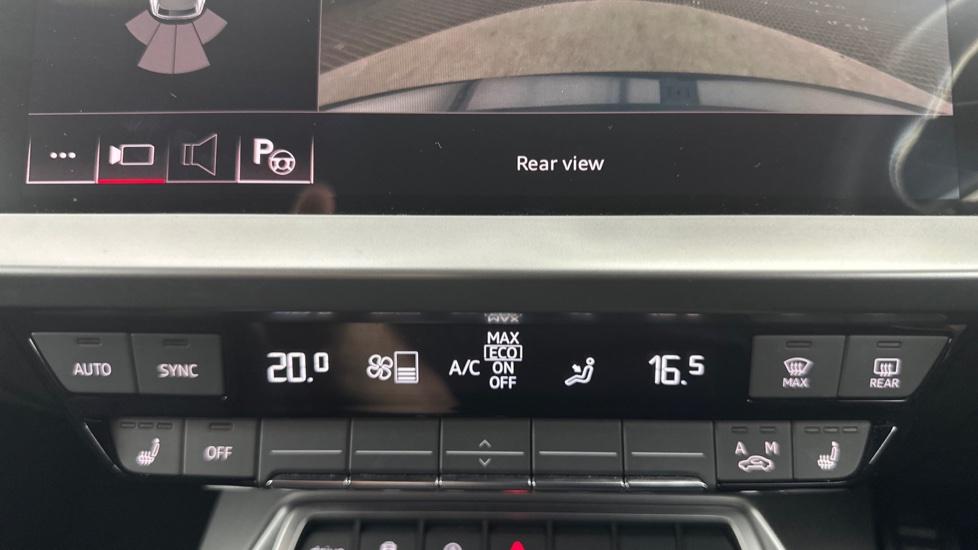 P
Rear view
AUTO
SYNC
20.0
A/C
MAX
ECO
ON
OFF
16.5
MAX
REAR
OFF
A M